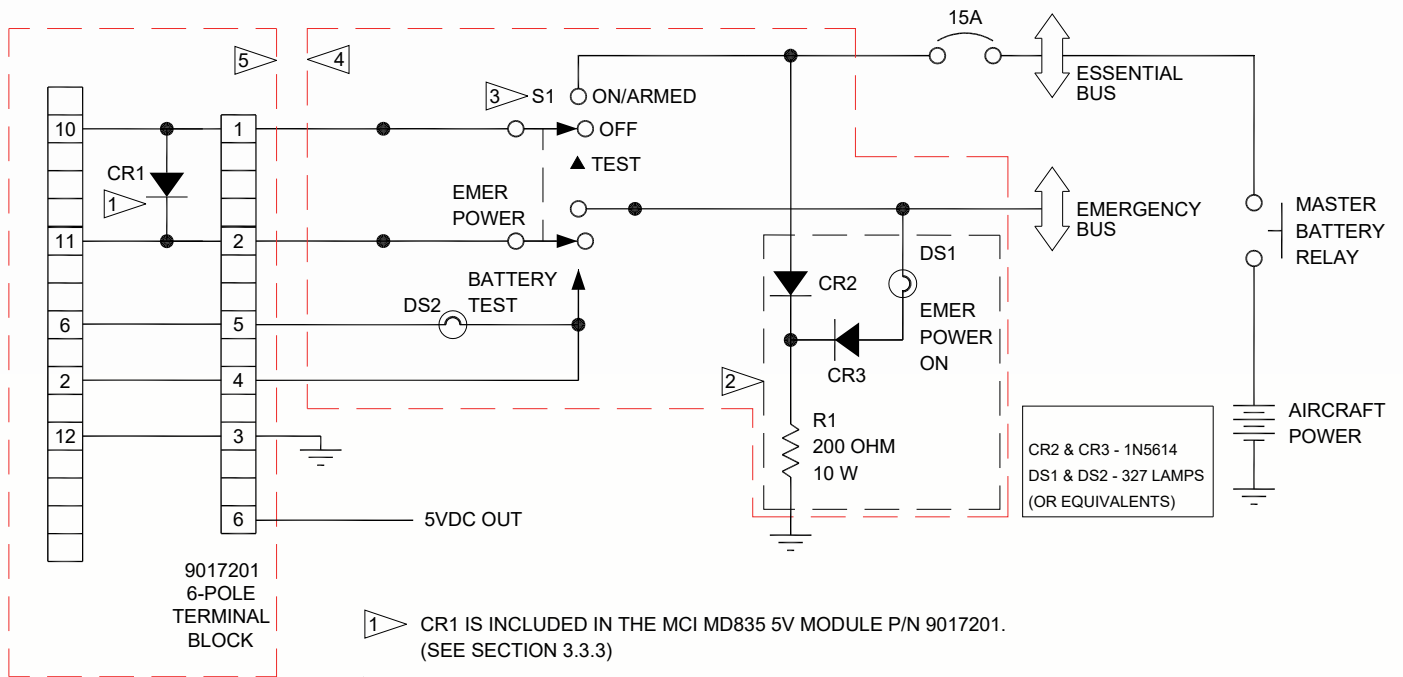 15A
5
4
ESSENTIAL
BUS
3
S1
ON/ARMED
10
1
OFF
CR1
TEST
1
EMER
POWER
EMERGENCY
BUS
MASTER
BATTERY
RELAY
11
2
DS1
BATTERY
TEST
CR2
DS2
EMER
POWER
ON
6
5
CR3
2
4
2
12
3
R1
200 OHM
10 W
CR2 & CR3 - 1N5614
DS1 & DS2 - 327 LAMPS
(OR EQUIVALENTS)
AIRCRAFT
POWER
6
5VDC OUT
9017201
6-POLE
TERMINAL
BLOCK
1
CR1 IS INCLUDED IN THE MCI MD835 5V MODULE P/N 9017201.
(SEE SECTION 3.3.3)